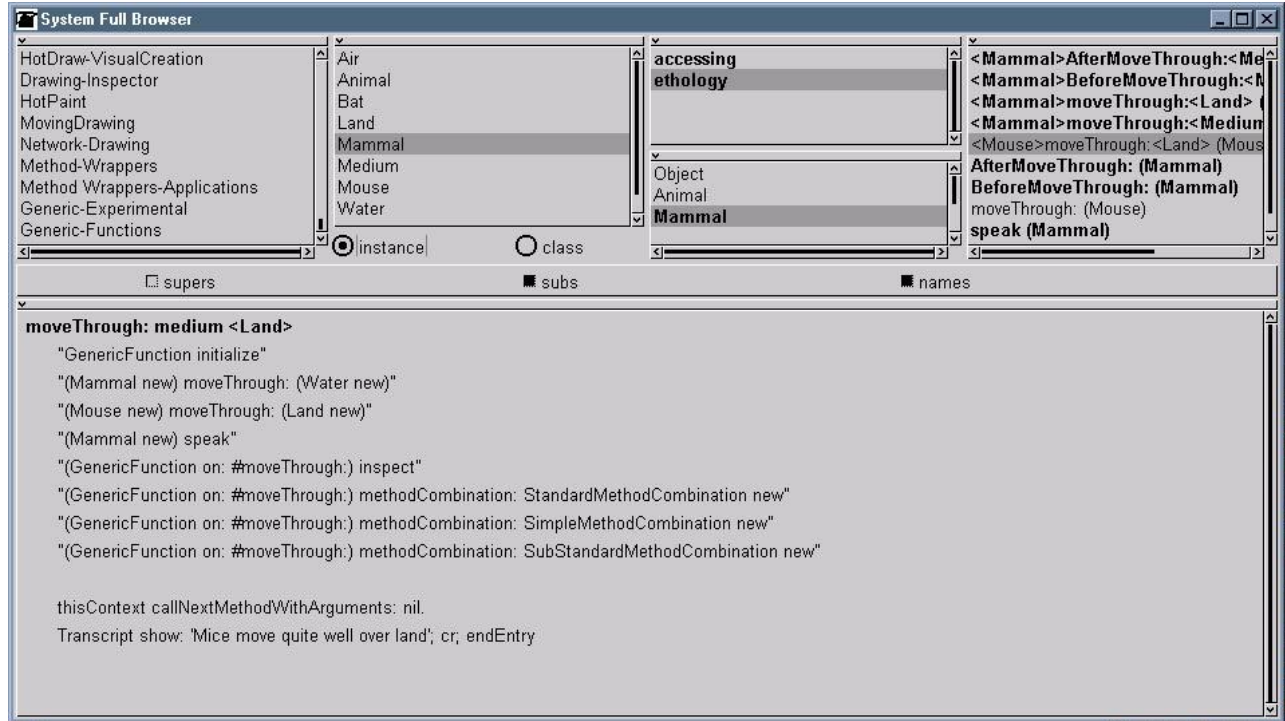 System Full Browser
HotDraw-VisualCreation
Drawing-Inspector
HotPaint
MovingDrawing
Network-Drawing
Method-Wrappers
Method Wrappers-Applications
Generic-Experimental
Generic-Functions
Air
Animal
Bat
Land
Mammal
Medium
Mouse
Water
instance
class
accessing
ethology
Object
Animal
Mammal
<Mammal>AfterMoveThrough:<Me
<Mammal>BeforeMoveThrough:<M
<Mammal>moveThrough:<Land> (
<Mammal>moveThrough:<Medium
<Mouse>moveThrough:<Land> (Mous
AfterMoveThrough: (Mammal)
BeforeMoveThrough: (Mammal)
moveThrough: (Mouse)
speak (Mammal)
supers
subs
names
moveThrough: medium <Land>
"GenericFunction initialize"
"(Mammal new) moveThrough: (Water new)"
"(Mouse new) moveThrough: (Land new)"
"(Mammal new) speak"
"(GenericFunction on: #moveThrough:) inspect"
"(GenericFunction on: #moveThrough:) methodCombination: StandardMethodCombination new"
"(GenericFunction on: #moveThrough:) methodCombination: SimpleMethodCombination new"
"(GenericFunction on: #moveThrough:) methodCombination: SubStandardMethodCombination new"
thisContext callNextMethodWithArguments: nil.
Transcript show: 'Mice move quite well over land'; cr; endEntry